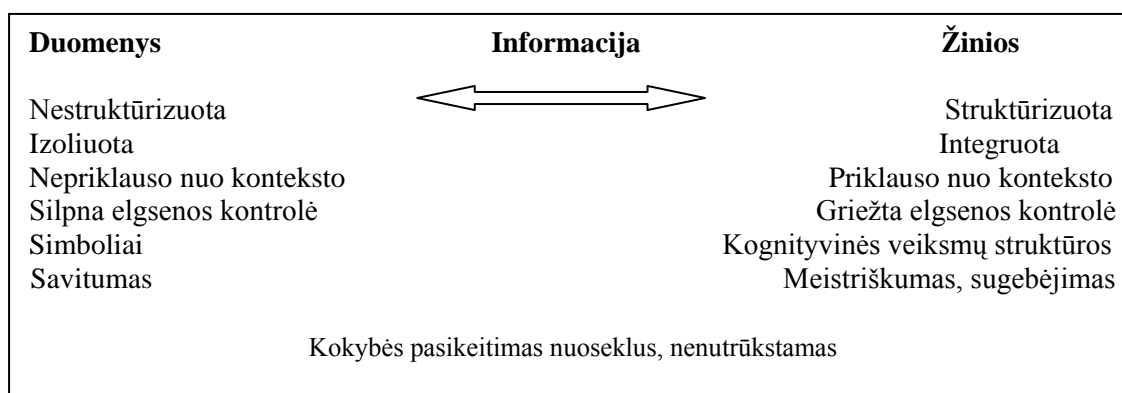 Duomenys Informacija Žinios
Nestruktūrizuota Struktūrizuota
Izoliuota Integruota
Nepriklauso nuo konteksto Priklauso nuo konteksto
Silpna elgsenos kontrolė Griežta elgsenos kontrolė
Simboliai Kognityvinės veiksmų struktūros
Savitumas Meistriškumas, sugebėjimas
Kokybės pasikeitimas nuoseklus, nenutrūkstamas